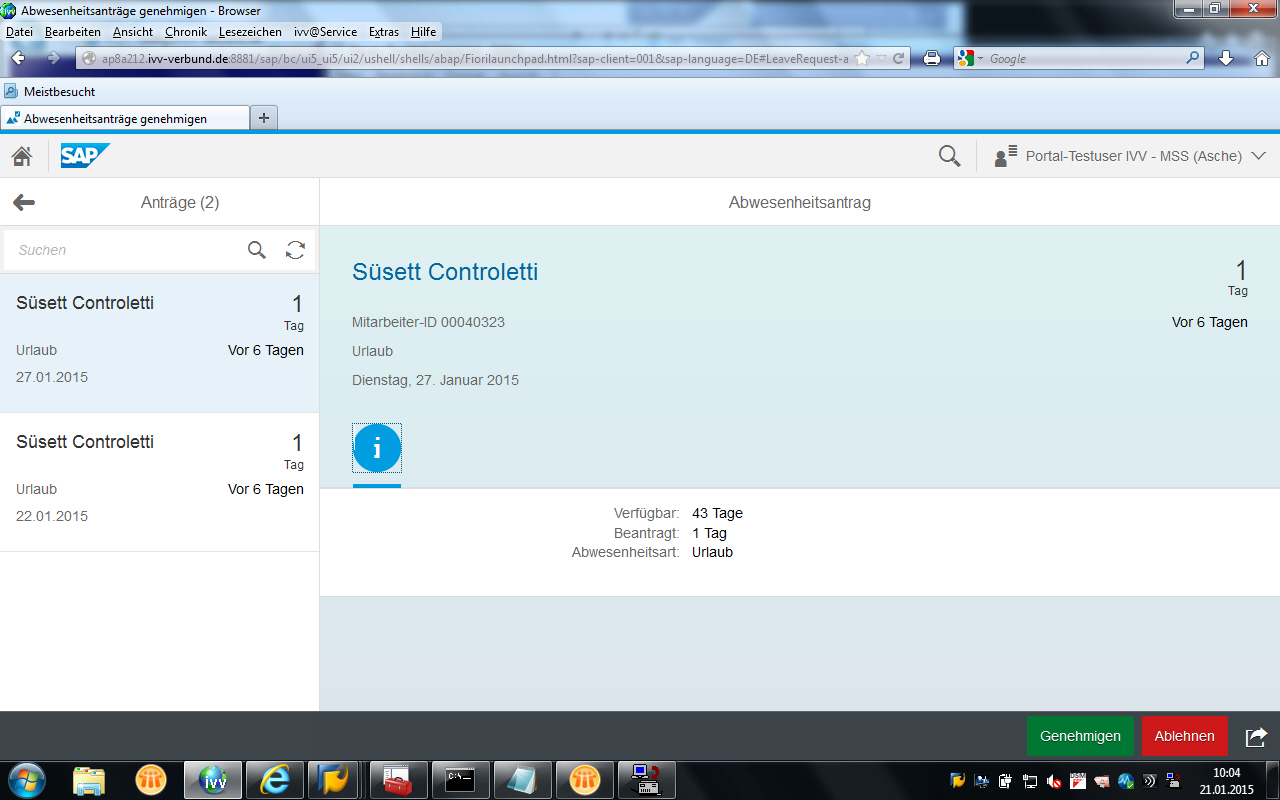 Abwesenheitsanträge genehmigen - Browser
Datei Bearbeiten Ansicht Chronik Lesezeichen ivv@Service Extras Hilfe
ap8a212.ivv-verbund.de:8881/sap/bc/ui5_ui5/ui2/ushell/shells/abap/Fiorilaunchpad.html?sap-client=001&sap-language=DE#LeaveRequest-a
Google
Meistbesucht
Abwesenheitsanträge genehmigen
SAP
Portal-Testuser IVV - MSS (Asche)
Anträge (2)
Abwesenheitsantrag
Suchen
Süsett Controletti
1
Tag
Urlaub
Vor 6 Tagen
27.01.2015
Süsett Controletti
1
Tag
Urlaub
Vor 6 Tagen
22.01.2015
Süsett Controletti
1
Tag
Mitarbeiter-ID 00040323
Vor 6 Tagen
Urlaub
Dienstag, 27. Januar 2015
i
Verfügbar: 43 Tage
Beantragt: 1 Tag
Abwesenheitsart: Urlaub
Genehmigen
Ablehnen
ivv
C:\
10:04
21.01.2015